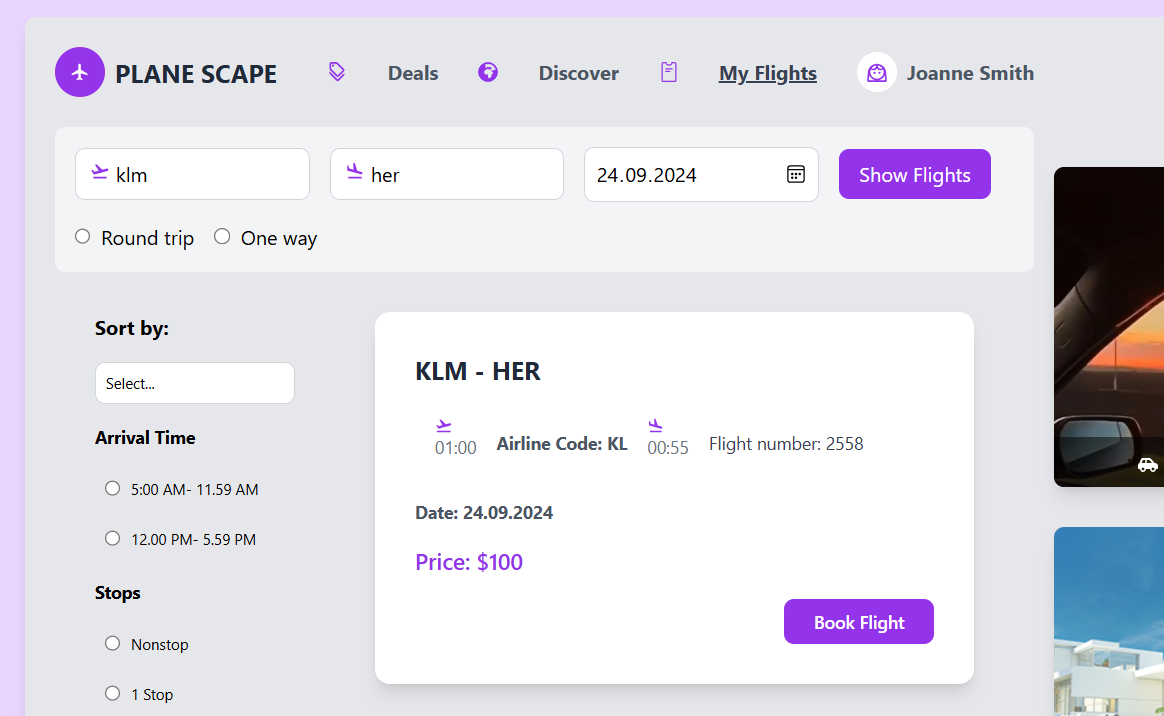 PLANE SCAPE Deals Discover My Flights Joanne Smith
klm her 24.09.2024 Show Flights
Round trip One way
Sort by:
Select...
Arrival Time
5:00 AM- 11.59 AM
12.00 PM- 5.59 PM
Stops
Nonstop
1 Stop
KLM - HER
01:00 Airline Code: KL 00:55 Flight number: 2558
Date: 24.09.2024
Price: $100
Book Flight